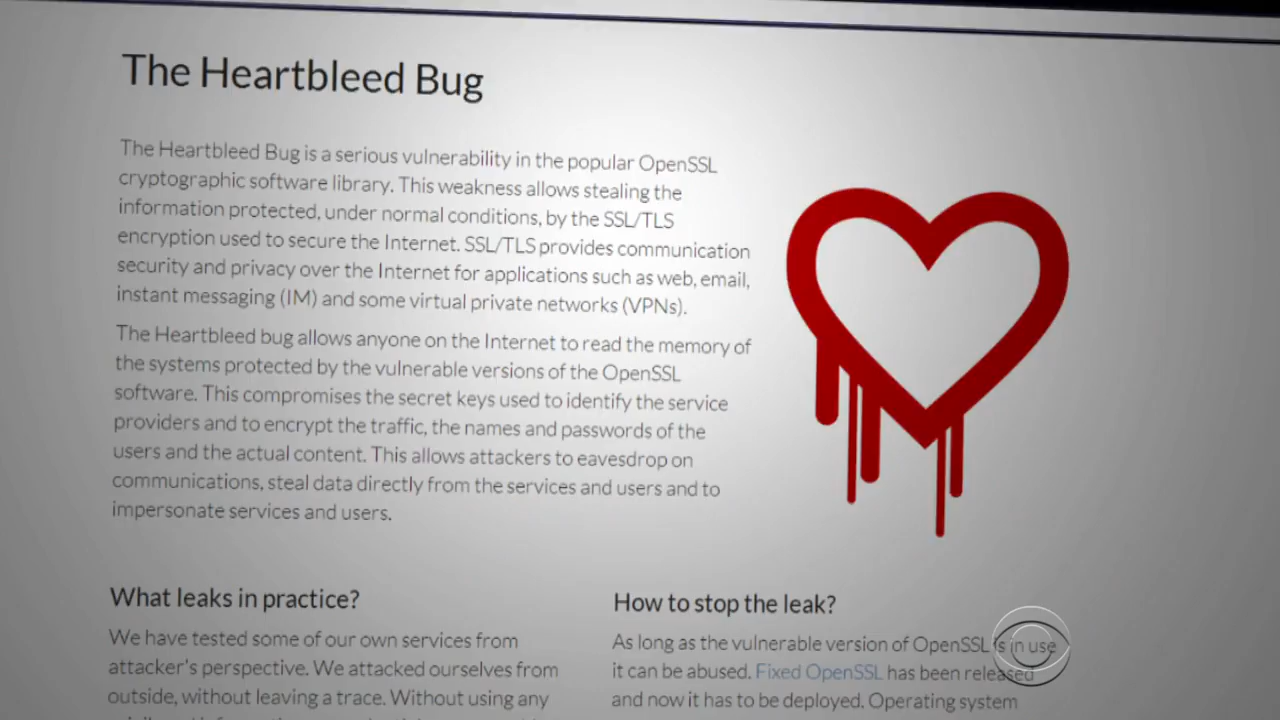 The Heartbleed Bug
The Heartbleed Bug is a serious vulnerability in the popular OpenSSL
cryptographic software library. This weakness allows stealing the
information protected, under normal conditions, by the SSL/TLS
encryption used to secure the Internet. SSL/TLS provides communication
security and privacy over the Internet for applications such as web, email,
instant messaging (IM) and some virtual private networks (VPNs).
The Heartbleed bug allows anyone on the Internet to read the memory of
the systems protected by the vulnerable versions of the OpenSSL
software. This compromises the secret keys used to identify the service
providers and to encrypt the traffic, the names and passwords of the
users and the actual content. This allows attackers to eavesdrop on
communications, steal data directly from the services and users and to
impersonate services and users.
What leaks in practice?
We have tested some of our own services from
attacker's perspective. We attacked ourselves from
outside, without leaving a trace. Without using any
How to stop the leak?
As long as the vulnerable version of OpenSSL is in use
it can be abused. Fixed OpenSSL has been released
and now it has to be deployed. Operating system